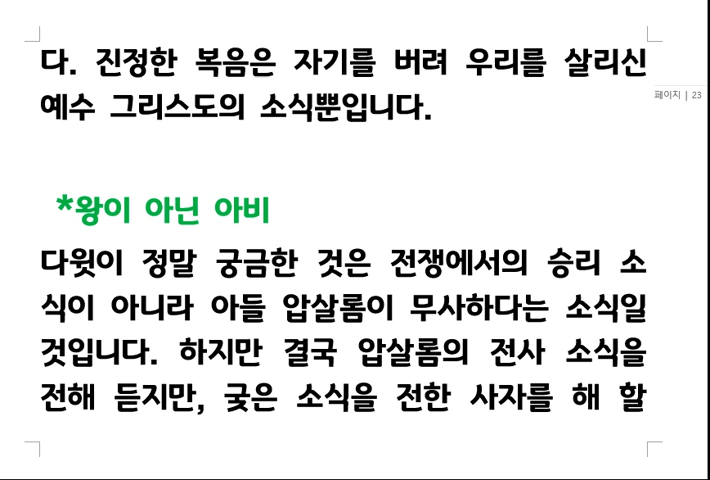 다. 진정한 복음은 자기를 버려 우리를 살리신
예수 그리스도의 소식뿐입니다.
페이지 | 23
*왕이 아닌 아비
다윗이 정말 궁금한 것은 전쟁에서의 승리 소
식이 아니라 아들 압살롬이 무사하다는 소식일
것입니다. 하지만 결국 압살롬의 전사 소식을
전해 듣지만, 궂은 소식을 전한 사자를 해 할